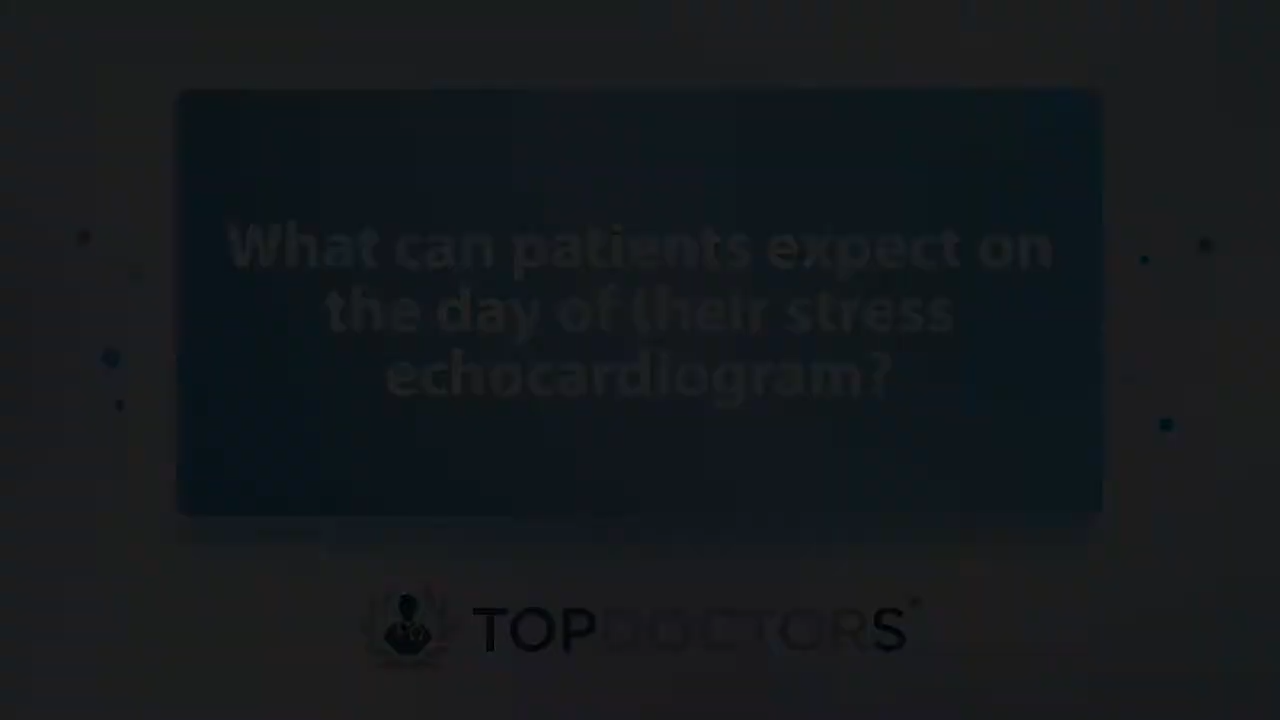 What can patients expect on
the day of their stress
echocardiogram?
TOPDOCTORS